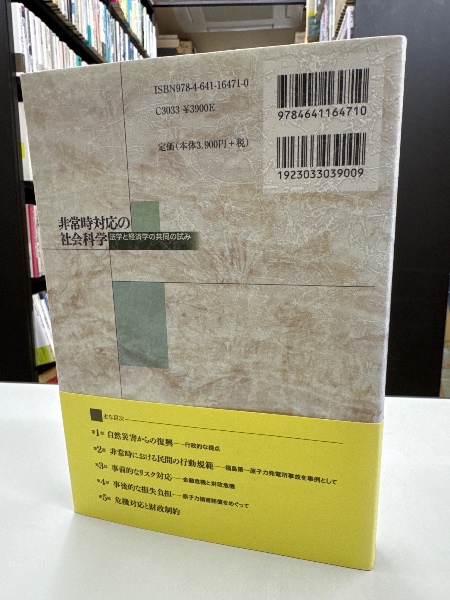 ISBN978-4-641-16471-0
C3033 ¥3900E
定価(本体3,900円+税)
9784641164710
1923033039009
非常時対応の
社会科学
法学と経済学の共同の試み
主な目次
第1部 自然災害からの復興──行政的な視点
第2部 非常時における民間の行動規範──福島第一原子力発電所事故を事例として
第3部 事前的なリスク対応──金融危機と財政危機
第4部 事後的な損失負担──原子力損害賠償をめぐって
第5部 危機対応と財政制約